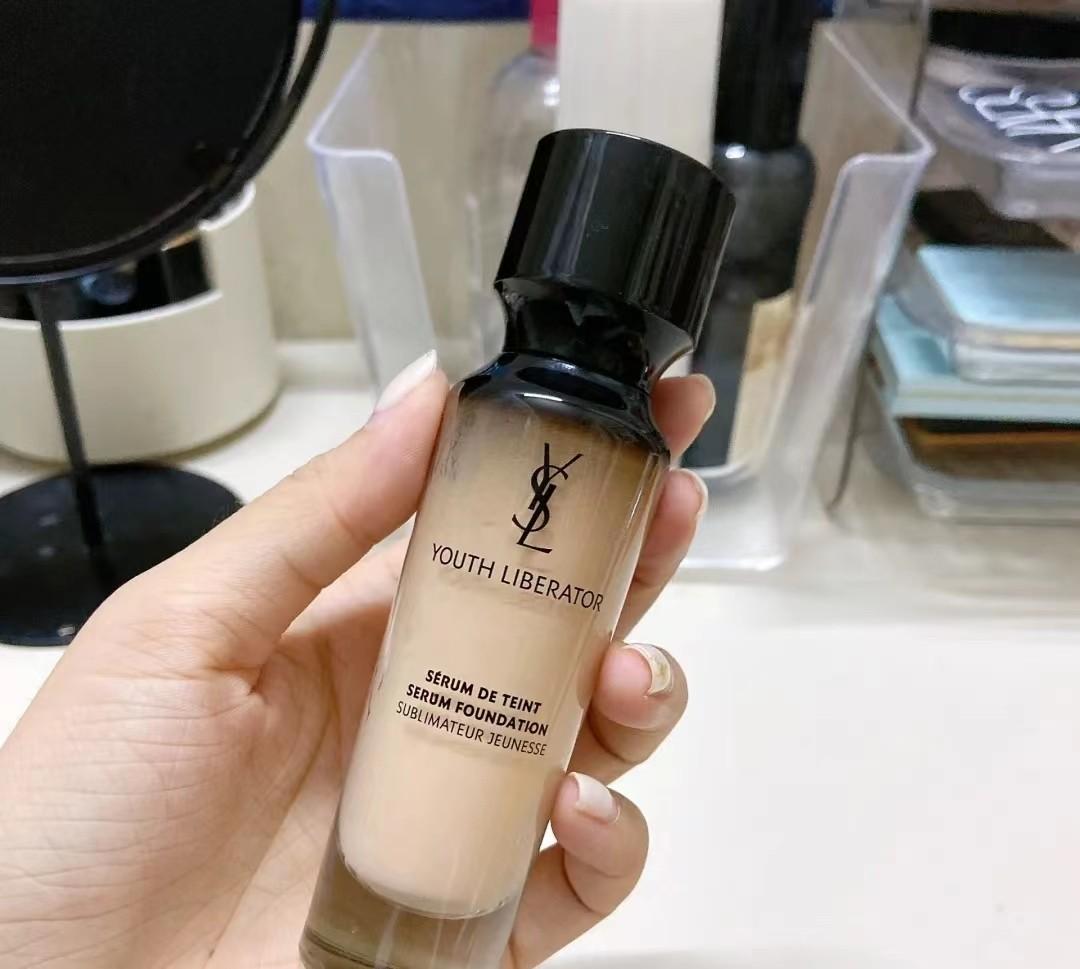 YSL
YOUTH LIBERATOR
SÉRUM DE TEINT
SERUM FOUNDATION
SUBLIMATEUR JEUNESSE